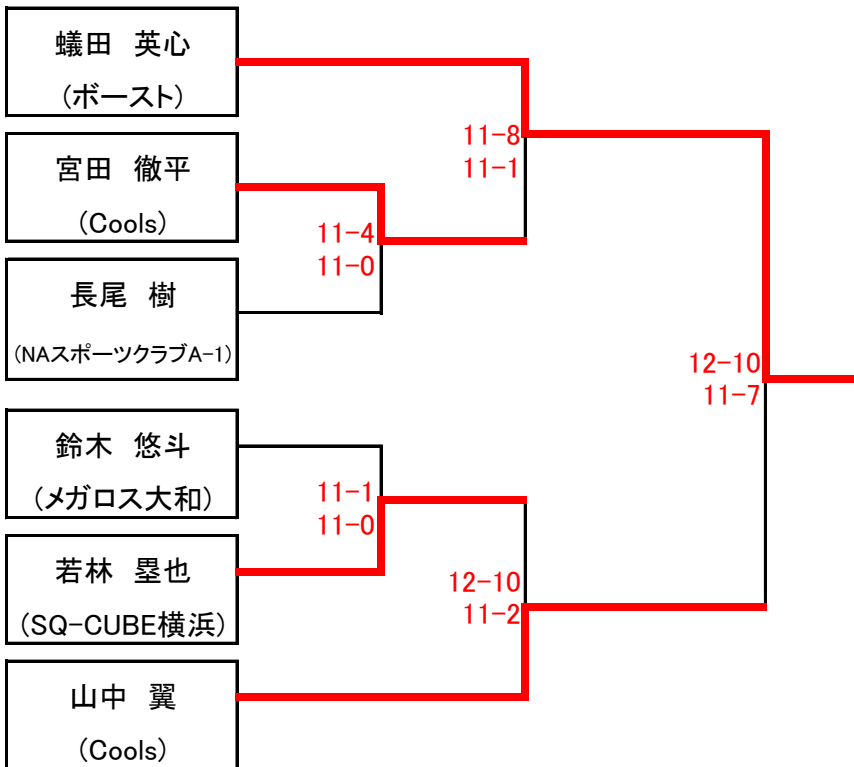 蟻田 英心
(ボースト)
宮田 徹平
(Cools)
長尾 樹
(NAスポーツクラブA-1)
鈴木 悠斗
(メガロス大和)
若林 塁也
(SQ-CUBE横浜)
山中 翼
(Cools)
11-4
11-0
11-8
11-1
11-1
11-0
12-10
11-2
12-10
11-7